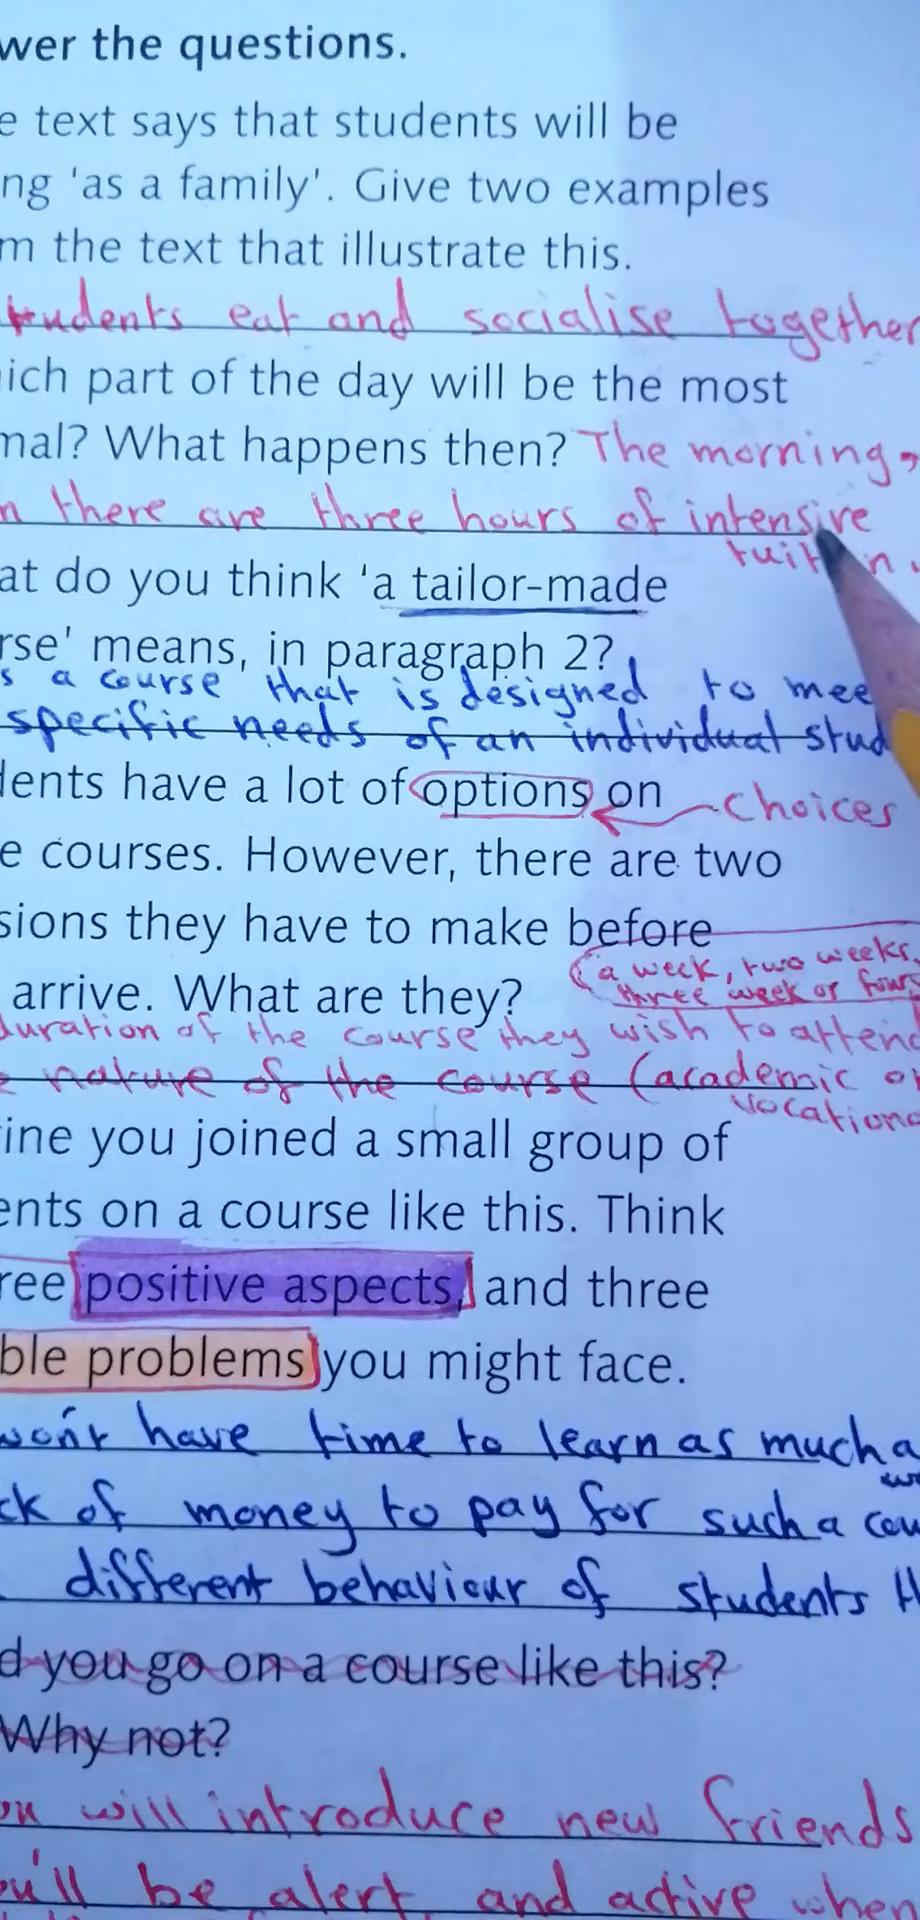 wer the questions.
e text says that students will be
ng 'as a family'. Give two examples
m the text that illustrate this.
tudents eat and socialise together
ich part of the day will be the most
mal? What happens then? The morning,
n there are three hours of intensive
at do you think 'a tailor-made
rse' means, in paragraph 2?
s a course that is designed to mee
specific needs of an individual stud
dents have a lot of options on choices
e courses. However, there are two
sions they have to make before
(a week, two weeks,
arrive. What are they? three week or four
duration of the course they wish to attend
e nature of the course (academic or
vocationa
ine you joined a small group of
ents on a course like this. Think
ree positive aspects, and three
ble problems you might face.
won't have time to learn as much a
ck of money to pay for such a cou
different behaviour of students th
d you go on a course like this?
Why not?
ou will introduce new friends
ou'll be alert and active when